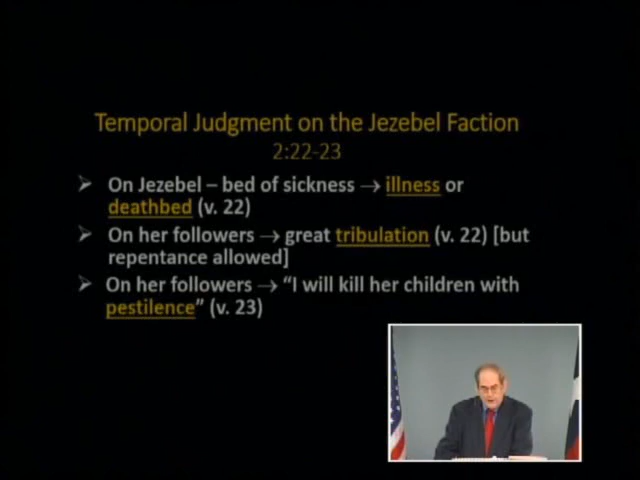 Temporal Judgment on the Jezebel Faction
2:22-23
➢ On Jezebel – bed of sickness → illness or
deathbed (v. 22)
➢ On her followers → great tribulation (v. 22) [but
repentance allowed]
➢ On her followers → “I will kill her children with
pestilence” (v. 23)